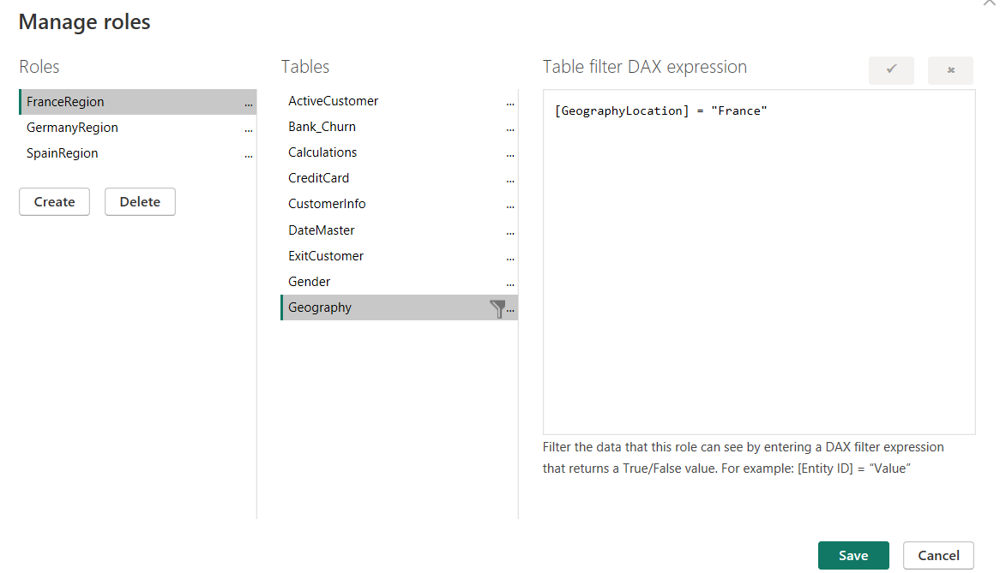 Manage roles
Roles
FranceRegion ...
GermanyRegion ...
SpainRegion ...
Create Delete
Tables
ActiveCustomer ...
Bank_Churn ...
Calculations ...
CreditCard ...
CustomerInfo ...
DateMaster ...
ExitCustomer ...
Gender ...
Geography ...
Table filter DAX expression
[GeographyLocation] = "France"
Filter the data that this role can see by entering a DAX filter expression
that returns a True/False value. For example: [Entity ID] = “Value”
Save Cancel